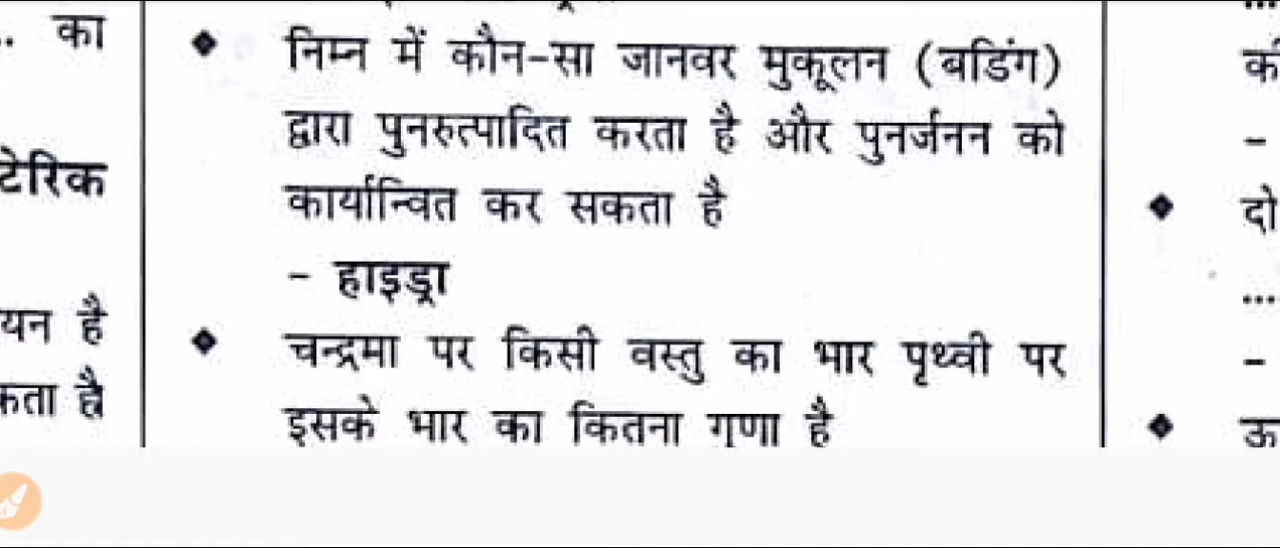 .. का
टेरिक
यन है
कता है
❖ निम्न में कौन-सा जानवर मुकूलन (बडिंग)
द्वारा पुनरुत्पादित करता है और पुनर्जनन को
कार्यान्वित कर सकता है
- हाइड्रा
❖ चन्द्रमा पर किसी वस्तु का भार पृथ्वी पर
इसके भार का कितना गुणा है
...
-
❖ दो
...
-
❖ ऊ